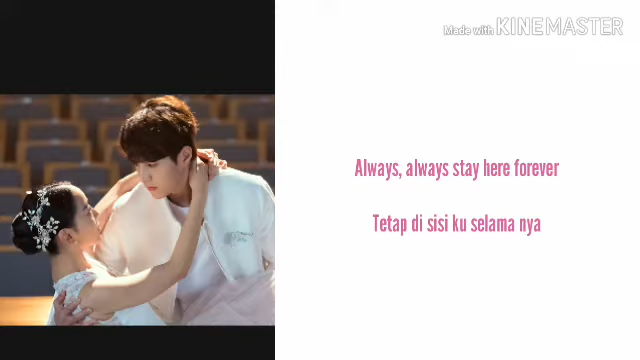 Made with KINEMASTER
Always, always stay here forever
Tetap di sisi ku selama nya